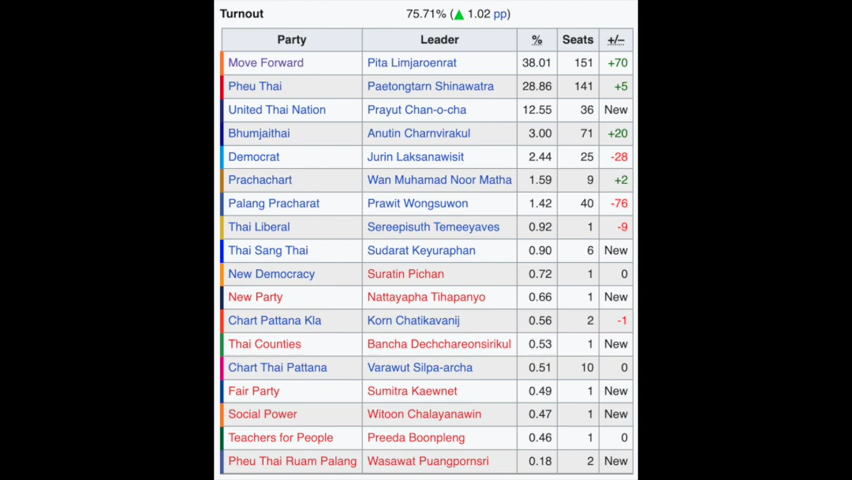 Turnout 75.71% (▲ 1.02 pp)
Party Leader % Seats +/–
Move Forward Pita Limjaroenrat 38.01 151 +70
Pheu Thai Paetongtarn Shinawatra 28.86 141 +5
United Thai Nation Prayut Chan-o-cha 12.55 36 New
Bhumjaithai Anutin Charnvirakul 3.00 71 +20
Democrat Jurin Laksanawisit 2.44 25 -28
Prachachart Wan Muhamad Noor Matha 1.59 9 +2
Palang Pracharat Prawit Wongsuwon 1.42 40 -76
Thai Liberal Sereepisuth Temeeyaves 0.92 1 -9
Thai Sang Thai Sudarat Keyuraphan 0.90 6 New
New Democracy Suratin Pichan 0.72 1 0
New Party Nattayapha Tihapanyo 0.66 1 New
Chart Pattana Kla Korn Chatikavanij 0.56 2 -1
Thai Counties Bancha Dechchareonsirikul 0.53 1 New
Chart Thai Pattana Varawut Silpa-archa 0.51 10 0
Fair Party Sumitra Kaewnet 0.49 1 New
Social Power Witoon Chalayanawin 0.47 1 New
Teachers for People Preeda Boonpleng 0.46 1 0
Pheu Thai Ruam Palang Wasawat Puangpornsri 0.18 2 New